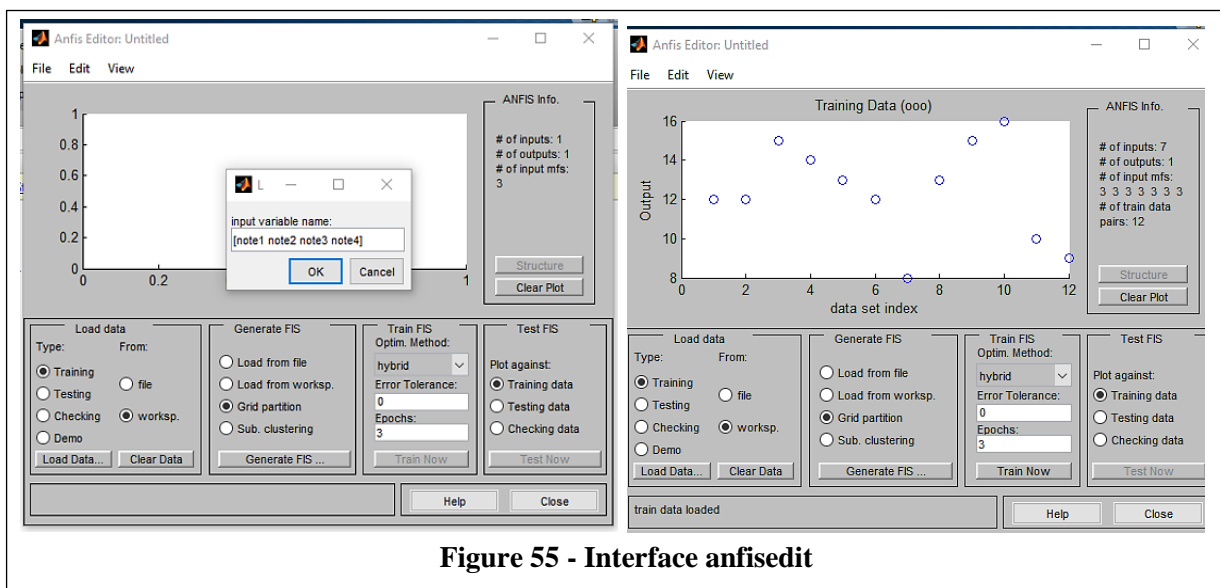 Anfis Editor: Untitled
File Edit View
1
0.8
0.6
0.4
0.2
0
0 0.2 1
L
input variable name:
[note1 note2 note3 note4]
OK Cancel
ANFIS Info.
# of inputs: 1
# of outputs: 1
# of input mfs:
3
Structure
Clear Plot
Load data
Type: From:
Training
Testing
Checking
Demo
file
worksp.
Load Data... Clear Data
Generate FIS
Load from file
Load from worksp.
Grid partition
Sub. clustering
Generate FIS ...
Train FIS
Optim. Method:
hybrid
Error Tolerance:
0
Epochs:
3
Train Now
Test FIS
Plot against:
Training data
Testing data
Checking data
Test Now
Help Close
Anfis Editor: Untitled
File Edit View
Training Data (ooo)
16
14
12
10
8
Output
0 2 4 6 8 10 12
data set index
ANFIS Info.
# of inputs: 7
# of outputs: 1
# of input mfs:
3 3 3 3 3 3 3
# of train data
pairs: 12
Structure
Clear Plot
Load data
Type: From:
Training
Testing
Checking
Demo
file
worksp.
Load Data... Clear Data
Generate FIS
Load from file
Load from worksp.
Grid partition
Sub. clustering
Generate FIS ...
Train FIS
Optim. Method:
hybrid
Error Tolerance:
0
Epochs:
3
Train Now
Test FIS
Plot against:
Training data
Testing data
Checking data
Test Now
train data loaded
Help Close
Figure 55 - Interface anfisedit